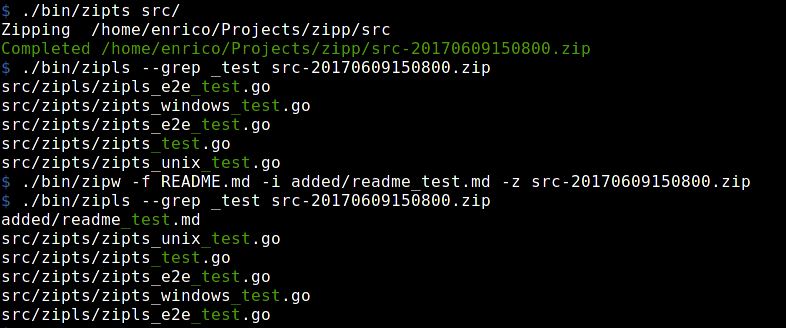 $ ./bin/zipts src/
Zipping  /home/enrico/Projects/zipp/src
Completed /home/enrico/Projects/zipp/src-20170609150800.zip
$ ./bin/zipls --grep _test src-20170609150800.zip
src/zipls/zipls_e2e_test.go
src/zipts/zipts_windows_test.go
src/zipts/zipts_e2e_test.go
src/zipts/zipts_test.go
src/zipts/zipts_unix_test.go
$ ./bin/zipw -f README.md -i added/readme_test.md -z src-20170609150800.zip
$ ./bin/zipls --grep _test src-20170609150800.zip
added/readme_test.md
src/zipts/zipts_unix_test.go
src/zipts/zipts_test.go
src/zipts/zipts_e2e_test.go
src/zipts/zipts_windows_test.go
src/zipls/zipls_e2e_test.go